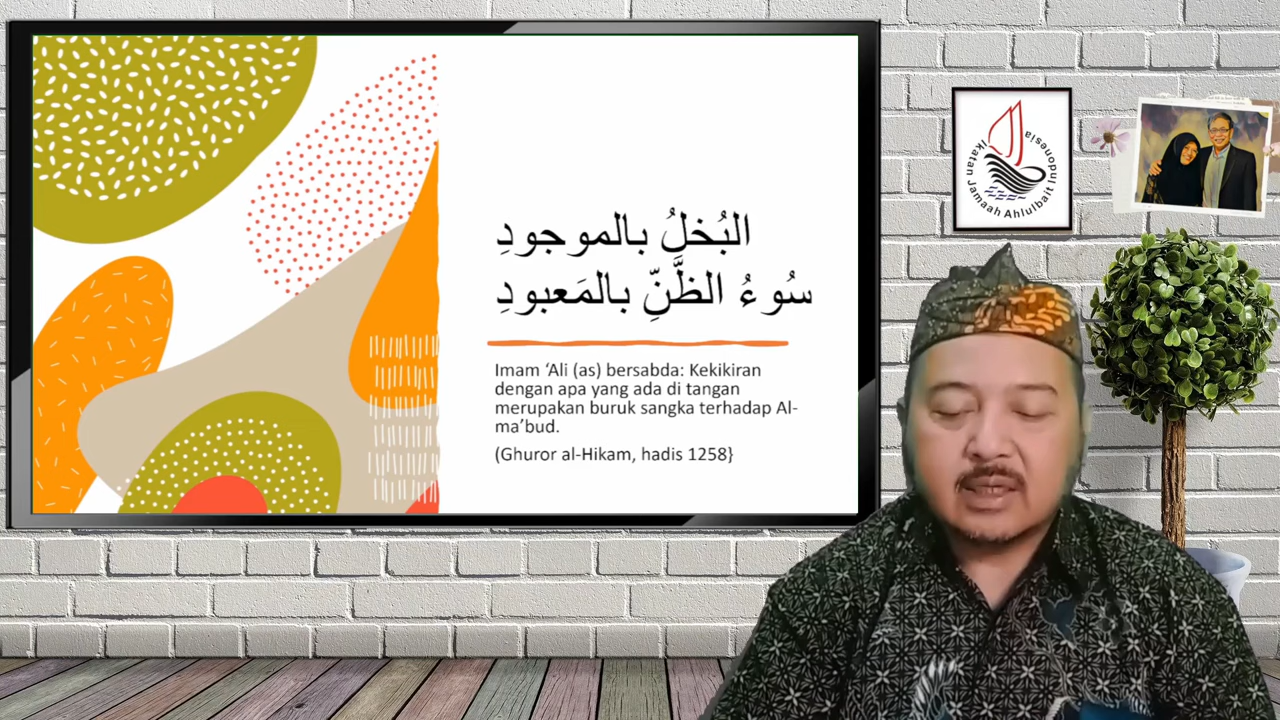 البُخلُ بالموجودِ
سُوءُ الظَّنِّ بالمَعبودِ
Imam ‘Ali (as) bersabda: Kekikiran
dengan apa yang ada di tangan
merupakan buruk sangka terhadap Al-
ma’bud.
(Ghuror al-Hikam, hadis 1258}
Ikatan Jamaah Ahlulbait Indonesia